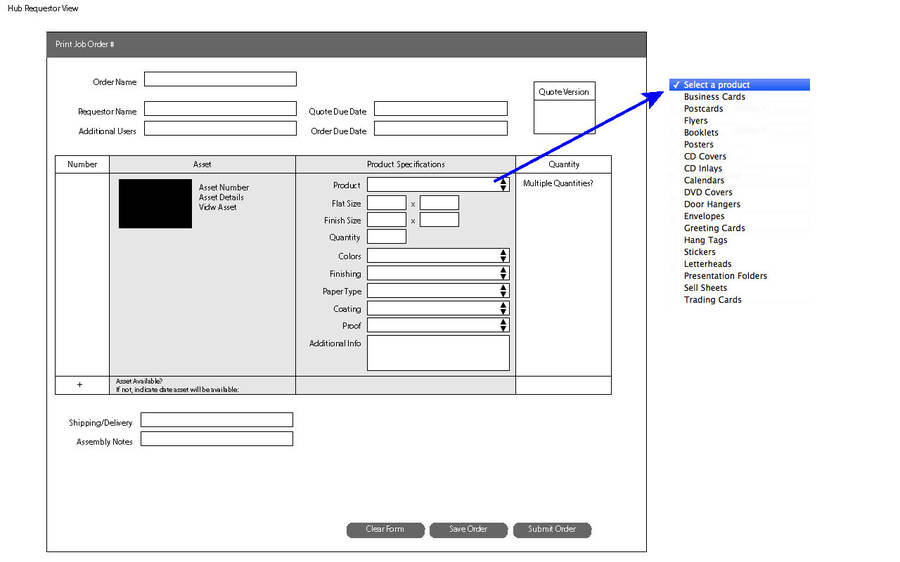 Hub Requestor View
Print Job Order #
Order Name
Quote Version
Requestor Name
Quote Due Date
Additional Users
Order Due Date
Number
Asset
Product Specifications
Quantity
Asset Number
Asset Details
Vidw Asset
Product
Flat Size
x
Finish Size
x
Quantity
Colors
Finishing
Paper Type
Coating
Proof
Additional Info
Multiple Quantities?
+
Asset Available?
If not, indicate date asset will be available:
Shipping/Delivery
Assembly Notes
Clear Form
Save Order
Submit Order
✓ Select a product
Business Cards
Postcards
Flyers
Booklets
Posters
CD Covers
CD Inlays
Calendars
DVD Covers
Door Hangers
Envelopes
Greeting Cards
Hang Tags
Stickers
Letterheads
Presentation Folders
Sell Sheets
Trading Cards